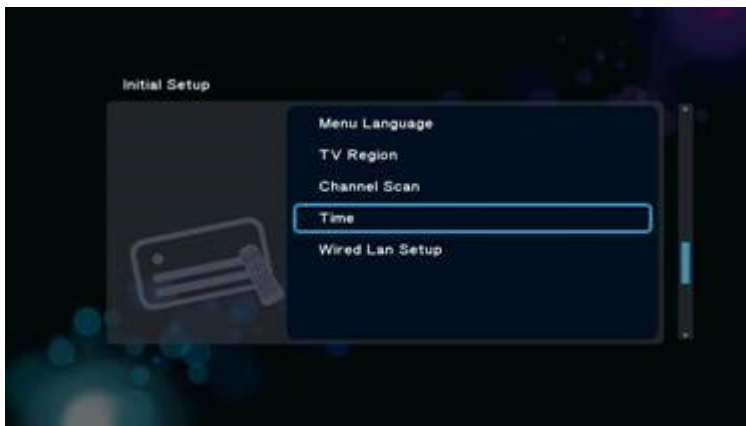 Initial Setup
Menu Language
TV Region
Channel Scan
Time
Wired Lan Setup